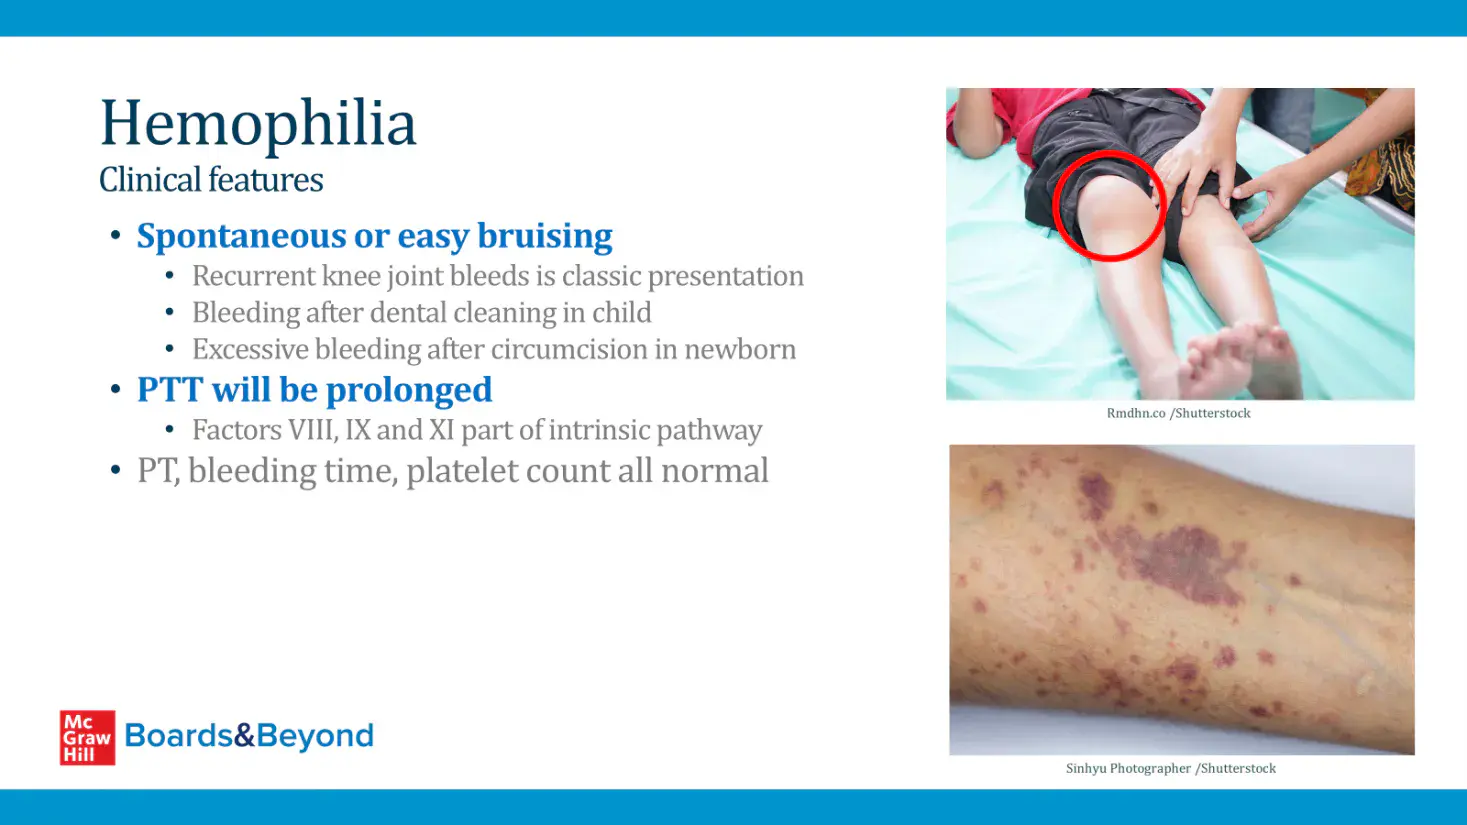 Hemophilia
Clinical features
• Spontaneous or easy bruising
• Recurrent knee joint bleeds is classic presentation
• Bleeding after dental cleaning in child
• Excessive bleeding after circumcision in newborn
• PTT will be prolonged
• Factors VIII, IX and XI part of intrinsic pathway
• PT, bleeding time, platelet count all normal
Rmdhn.co /Shutterstock
Sinhyu Photographer /Shutterstock
Mc
Graw
Hill
Boards&Beyond